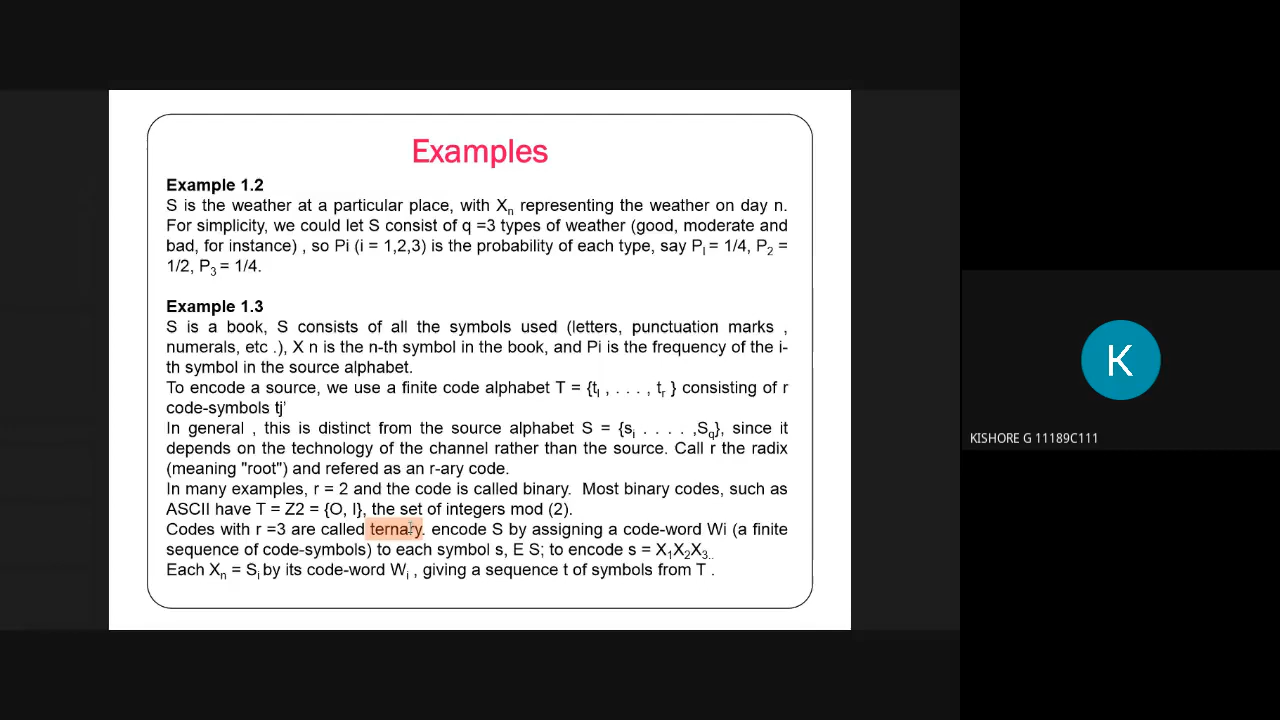 Examples
Example 1.2
S is the weather at a particular place, with Xn representing the weather on day n.
For simplicity, we could let S consist of q =3 types of weather (good, moderate and
bad, for instance) , so Pi (i = 1,2,3) is the probability of each type, say Pl = 1/4, P2 =
1/2, P3 = 1/4.
Example 1.3
S is a book, S consists of all the symbols used (letters, punctuation marks ,
numerals, etc .), X n is the n-th symbol in the book, and Pi is the frequency of the i-
th symbol in the source alphabet.
To encode a source, we use a finite code alphabet T = {tl , . . . , tr } consisting of r
code-symbols tj'
In general , this is distinct from the source alphabet S = {si . . . . ,Sq}, since it
depends on the technology of the channel rather than the source. Call r the radix
(meaning "root") and refered as an r-ary code.
In many examples, r = 2 and the code is called binary. Most binary codes, such as
ASCII have T = Z2 = {O, I}, the set of integers mod (2).
Codes with r =3 are called ternary. encode S by assigning a code-word Wi (a finite
sequence of code-symbols) to each symbol s, E S; to encode s = X1X2X3..
Each Xn = Si by its code-word Wi , giving a sequence t of symbols from T .
K
KISHORE G 11189C111